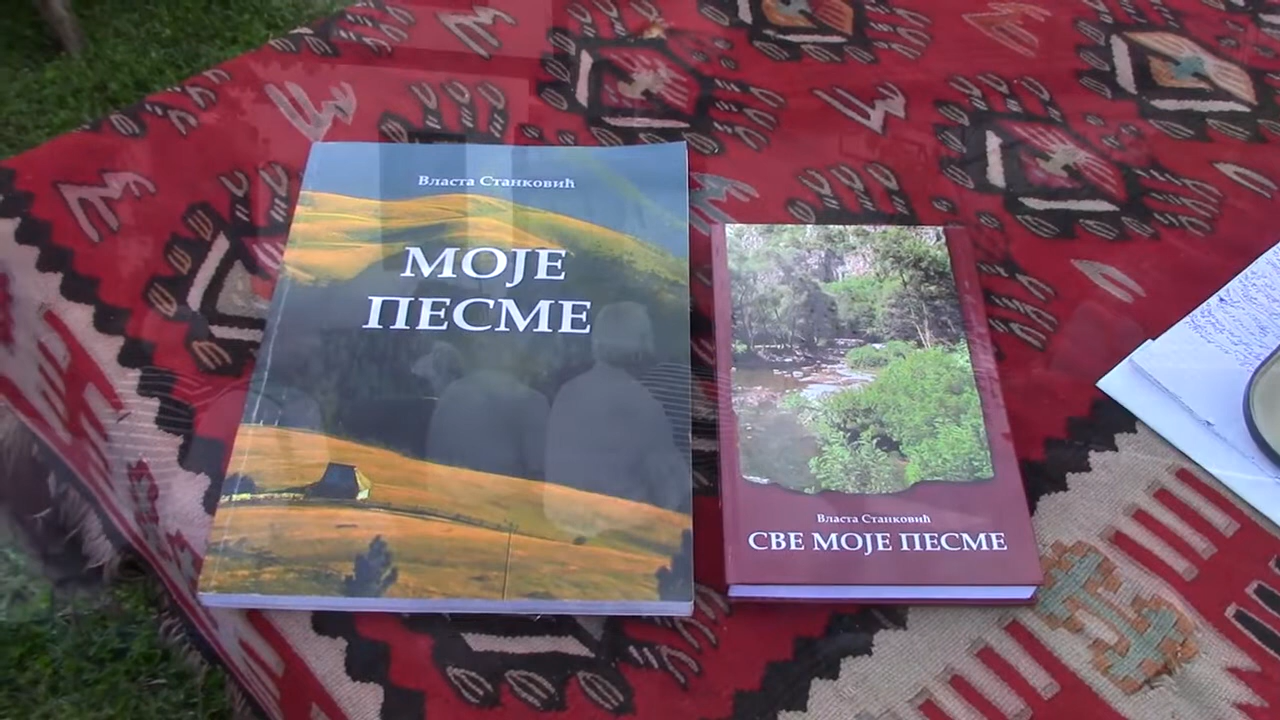 Власта Станковић
МОЈЕ
ПЕСМЕ
Власта Станковић
СВЕ МОЈЕ ПЕСМЕ